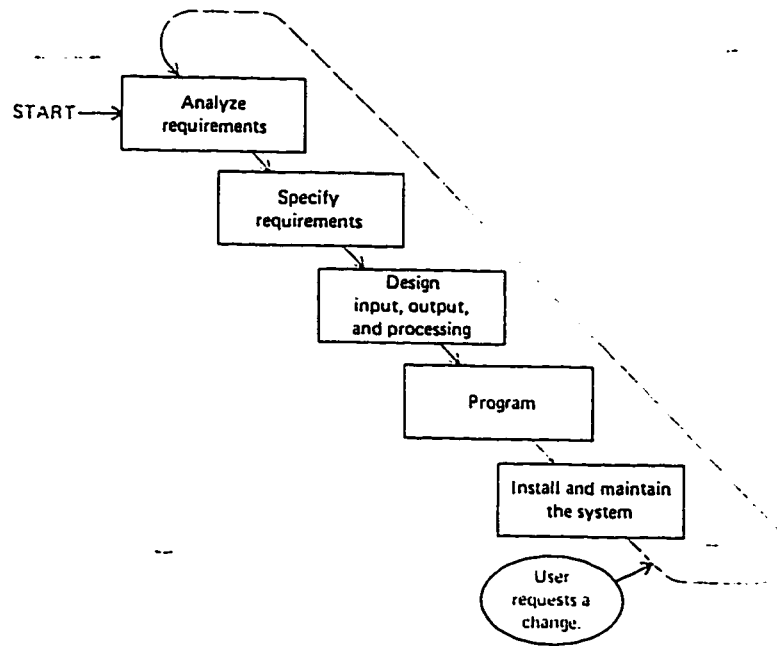 START
Analyze
requirements
Specify
requirements
Design
input, output,
and processing
Program
Install and maintain
the system
User
requests a
change.